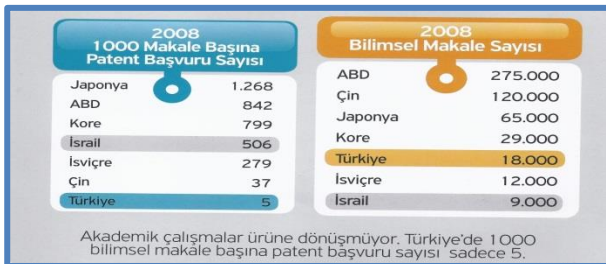 2008
1000 Makale Başına
Patent Başvuru Sayısı
Japonya 1.268
ABD 842
Kore 799
İsrail 506
İsviçre 279
Çin 37
Türkiye 5
2008
Bilimsel Makale Sayısı
ABD 275.000
Çin 120.000
Japonya 65.000
Kore 29.000
Türkiye 18.000
İsviçre 12.000
İsrail 9.000
Akademik çalışmalar ürüne dönüşmüyor. Türkiye'de 1000
bilimsel makale başına patent başvuru sayısı sadece 5.